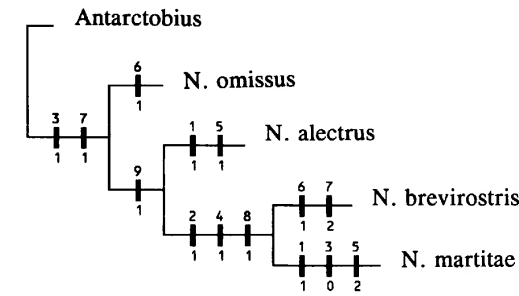 Antarctobius
6
N. omissus
1
3 7
1 1
1 5
N. alectrus
1 1
9
1
6 7
N. brevirostris
1 2
2 4 8
1 1 1
1 3 5
N. martitae
1 0 2